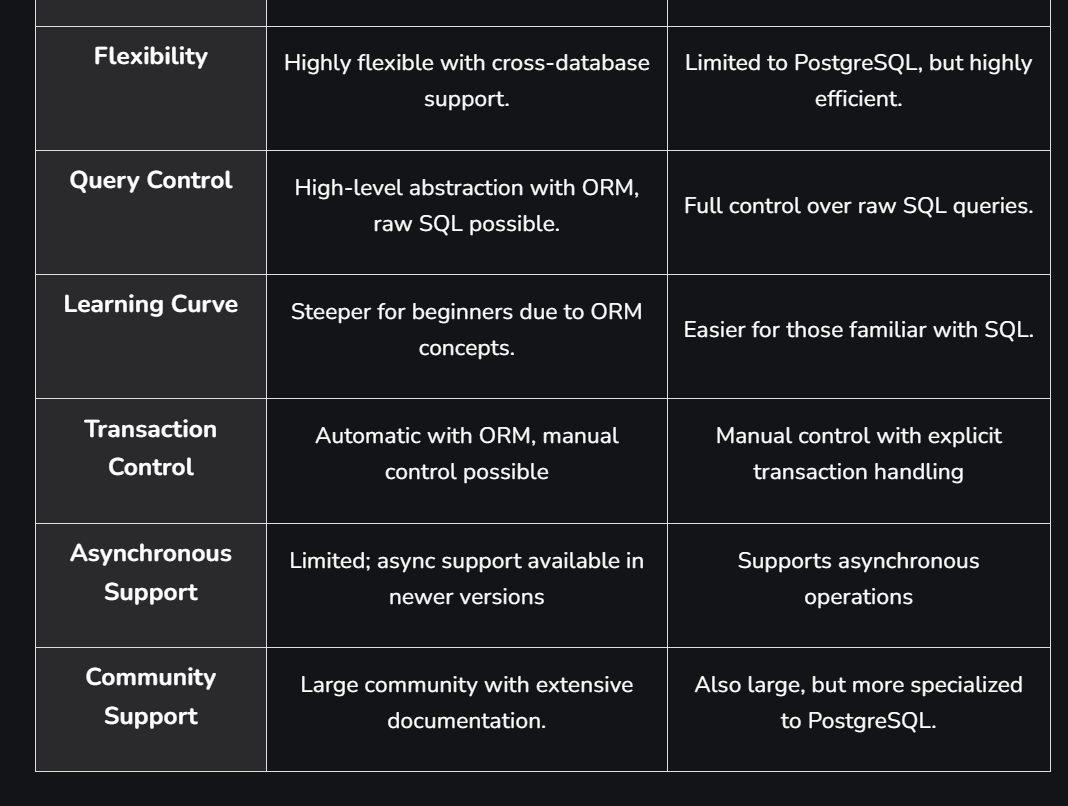 Flexibility
Highly flexible with cross-database
support.
Limited to PostgreSQL, but highly
efficient.
Query Control
High-level abstraction with ORM,
raw SQL possible.
Full control over raw SQL queries.
Learning Curve
Steeper for beginners due to ORM
concepts.
Easier for those familiar with SQL.
Transaction
Control
Automatic with ORM, manual
control possible
Manual control with explicit
transaction handling
Asynchronous
Support
Limited; async support available in
newer versions
Supports asynchronous
operations
Community
Support
Large community with extensive
documentation.
Also large, but more specialized
to PostgreSQL.